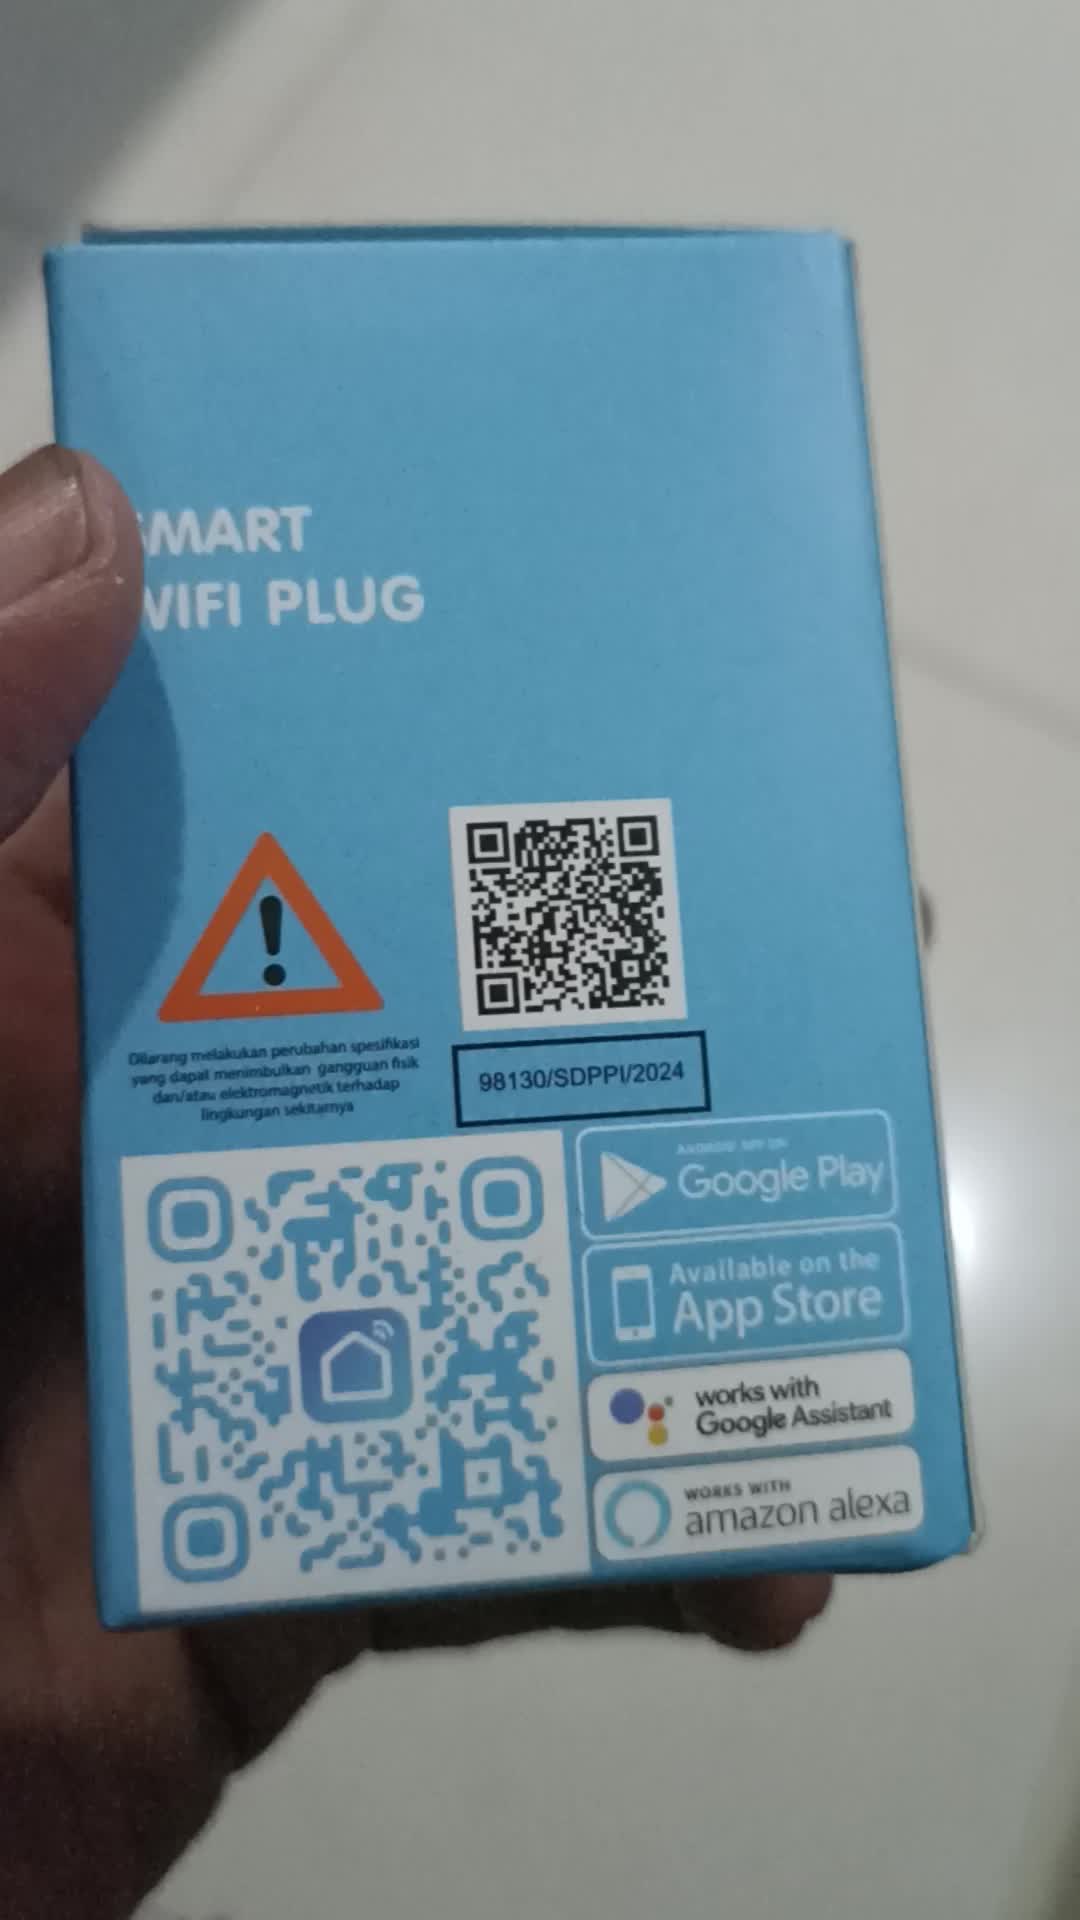 SMART
WIFI PLUG
Dilarang melakukan perubahan spesifikasi
yang dapat menimbulkan gangguan fisik
dan/atau elektromagnetik terhadap
lingkungan sekitarnya
98130/SDPPI/2024
ANDROID APP ON
Google Play
Available on the
App Store
works with
Google Assistant
WORKS WITH
amazon alexa